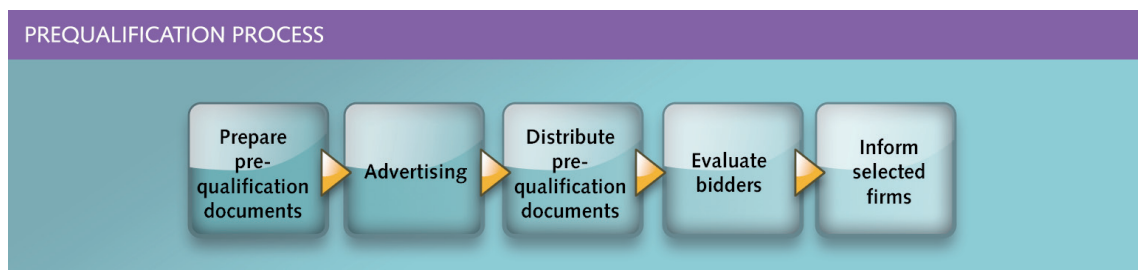 PREQUALIFICATION PROCESS
Prepare
pre-
qualification
documents
Advertising
Distribute
pre-
qualification
documents
Evaluate
bidders
Inform
selected
firms